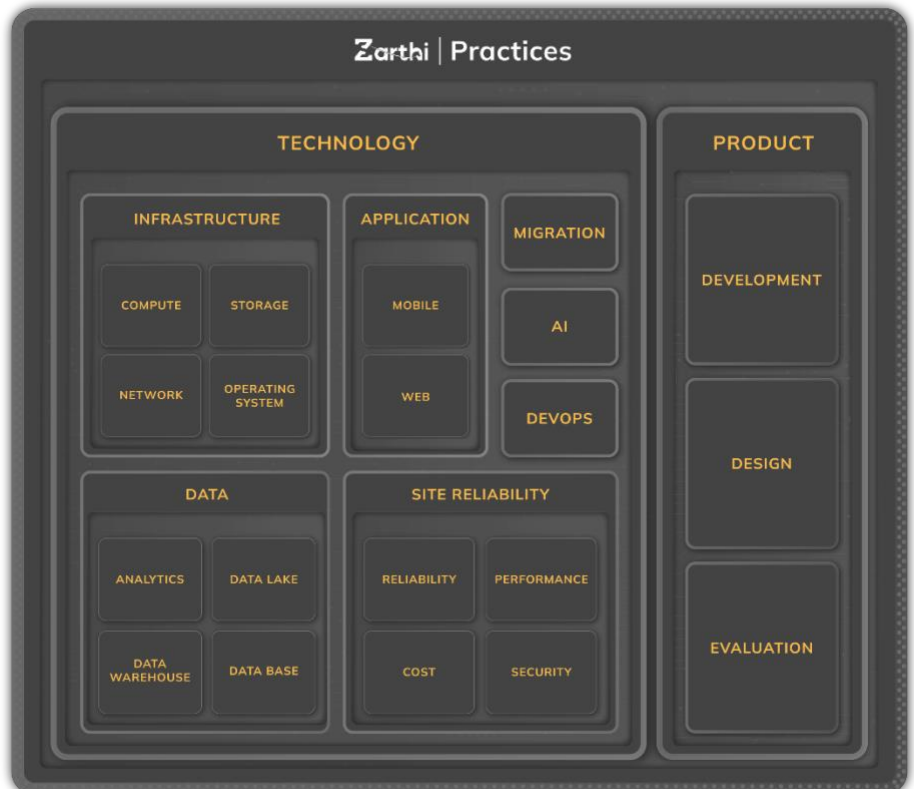 Zarthi | Practices
TECHNOLOGY
INFRASTRUCTURE
COMPUTE
STORAGE
NETWORK
OPERATING
SYSTEM
APPLICATION
MOBILE
WEB
MIGRATION
AI
DEVOPS
DATA
ANALYTICS
DATA LAKE
DATA
WAREHOUSE
DATA BASE
SITE RELIABILITY
RELIABILITY
PERFORMANCE
COST
SECURITY
PRODUCT
DEVELOPMENT
DESIGN
EVALUATION